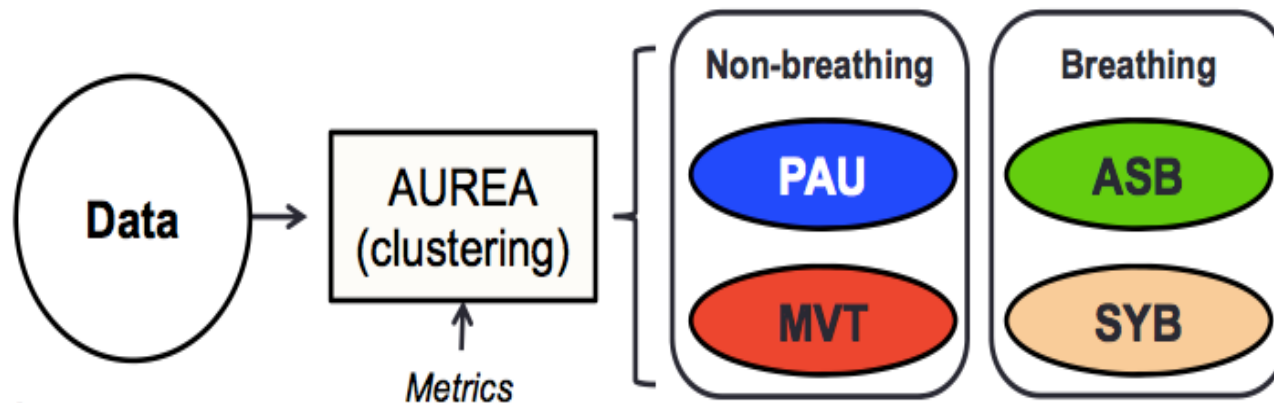 Data
AUREA
(clustering)
Metrics
Non-breathing
PAU
MVT
Breathing
ASB
SYB